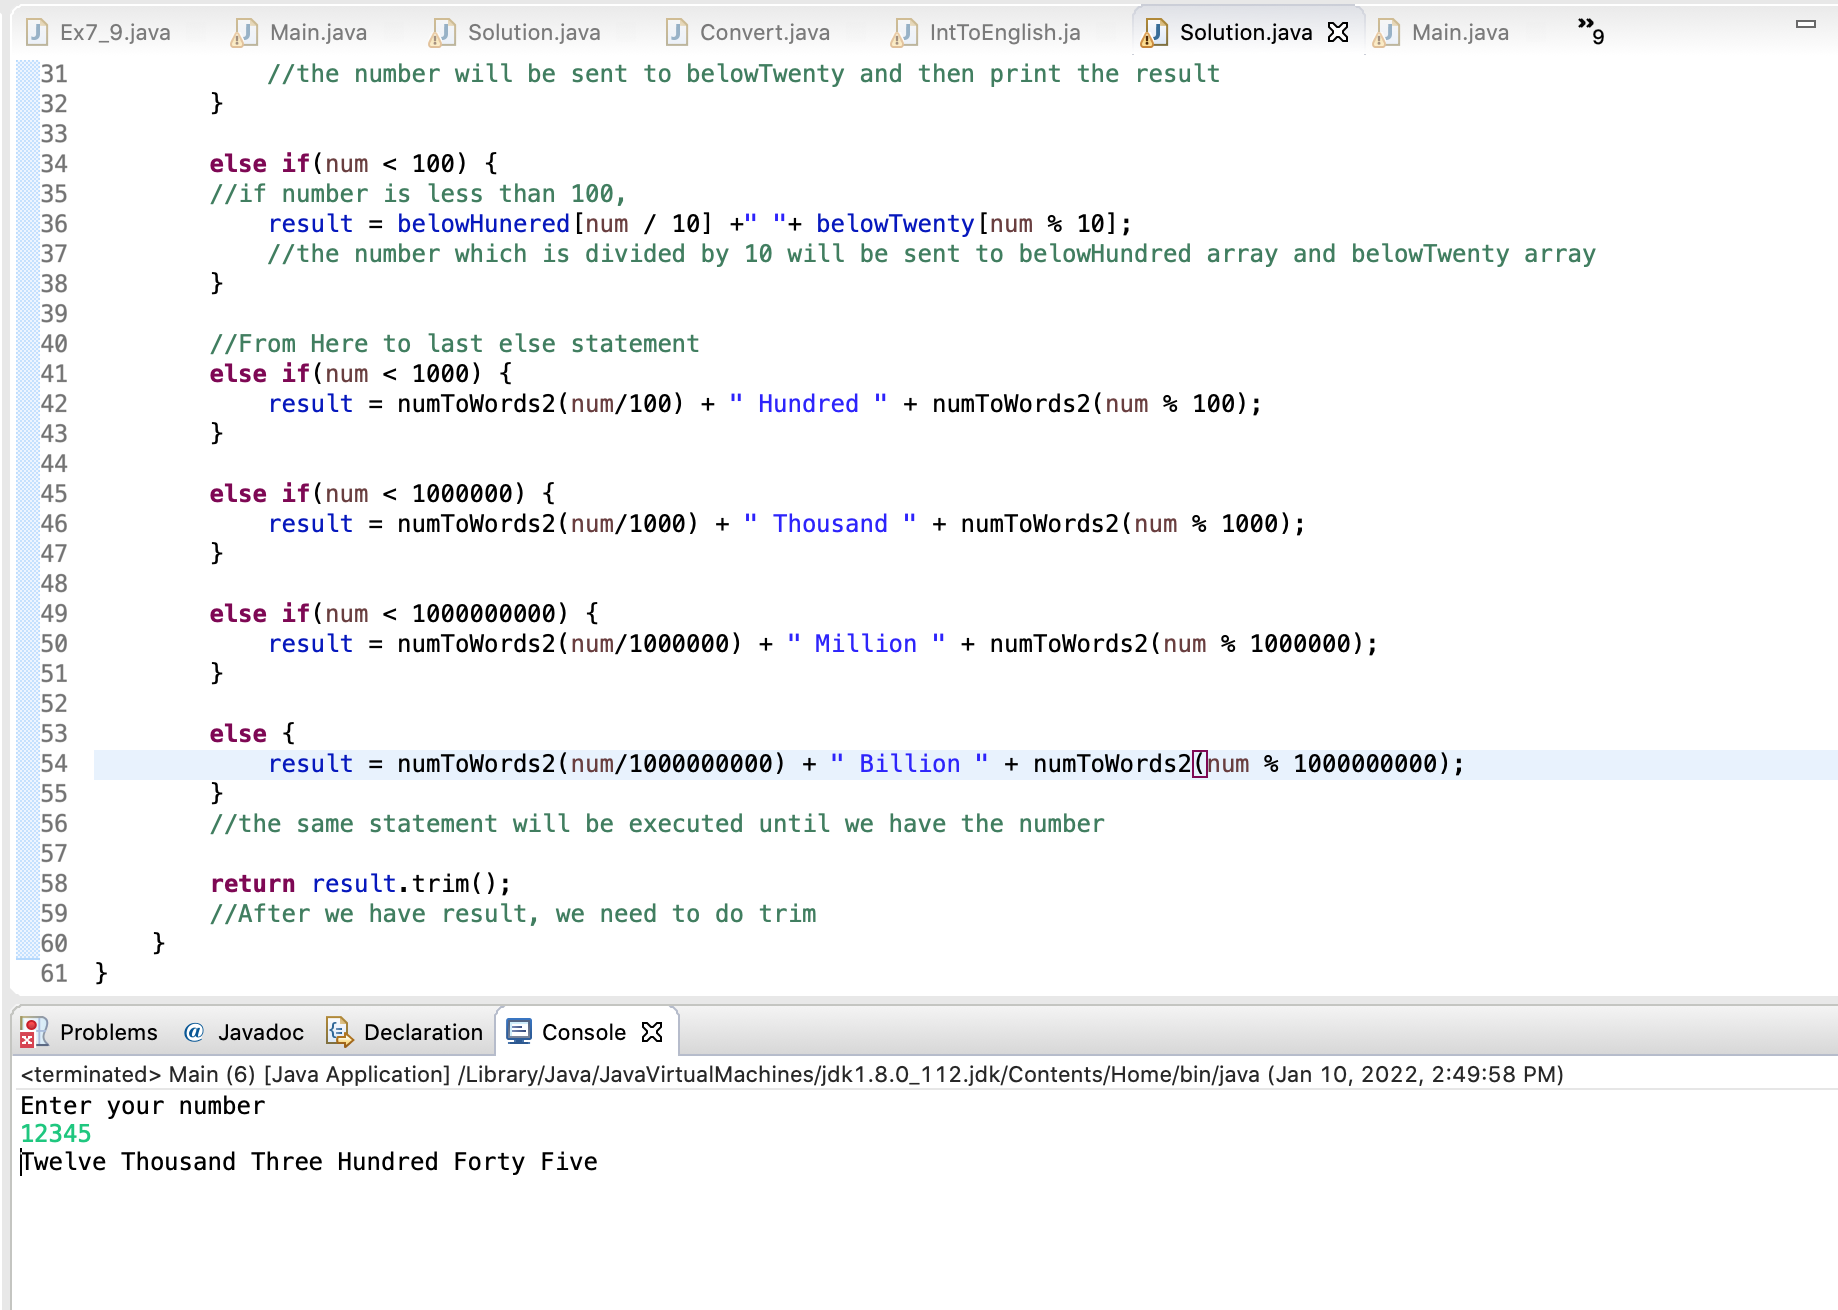 Ex7_9.java Main.java Solution.java Convert.java IntToEnglish.ja Solution.java Main.java »9
31 //the number will be sent to belowTwenty and then print the result
32 }
33
34 else if(num < 100) {
35 //if number is less than 100,
36 result = belowHunered[num / 10] +" "+ belowTwenty[num % 10];
37 //the number which is divided by 10 will be sent to belowHundred array and belowTwenty array
38 }
39
40 //From Here to last else statement
41 else if(num < 1000) {
42 result = numToWords2(num/100) + " Hundred " + numToWords2(num % 100);
43 }
44
45 else if(num < 1000000) {
46 result = numToWords2(num/1000) + " Thousand " + numToWords2(num % 1000);
47 }
48
49 else if(num < 1000000000) {
50 result = numToWords2(num/1000000) + " Million " + numToWords2(num % 1000000);
51 }
52
53 else {
54 result = numToWords2(num/1000000000) + " Billion " + numToWords2(num % 1000000000);
55 }
56 //the same statement will be executed until we have the number
57
58 return result.trim();
59 //After we have result, we need to do trim
60 }
61 }
Problems @ Javadoc Declaration Console
<terminated> Main (6) [Java Application] /Library/Java/JavaVirtualMachines/jdk1.8.0_112.jdk/Contents/Home/bin/java (Jan 10, 2022, 2:49:58 PM)
Enter your number
12345
Twelve Thousand Three Hundred Forty Five